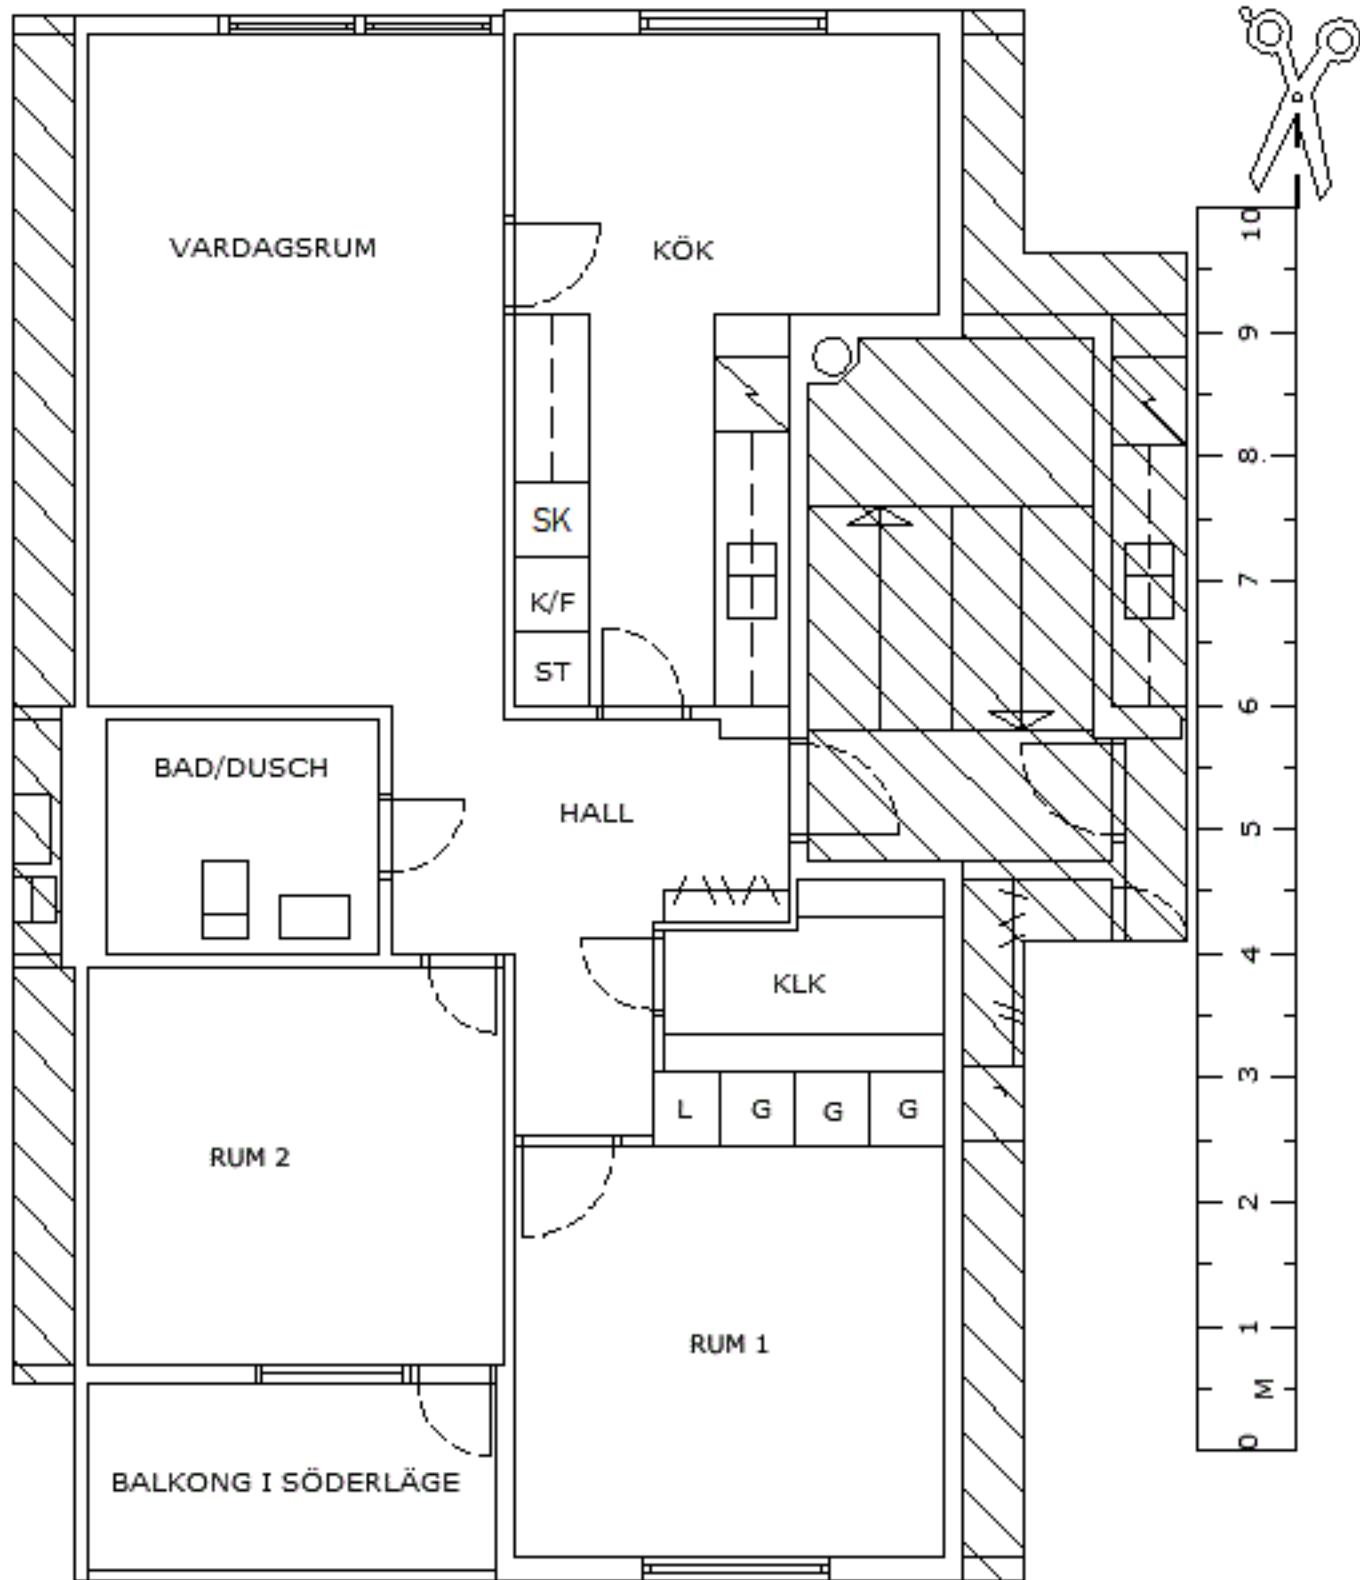 VARDAGSRUM
KÖK
SK
K/F
ST
BAD/DUSCH
HALL
KLK
L G G G
RUM 2
RUM 1
BALKONG I SÖDERLÄGE
10
9
8
7
6
5
4
3
2
1
M
0